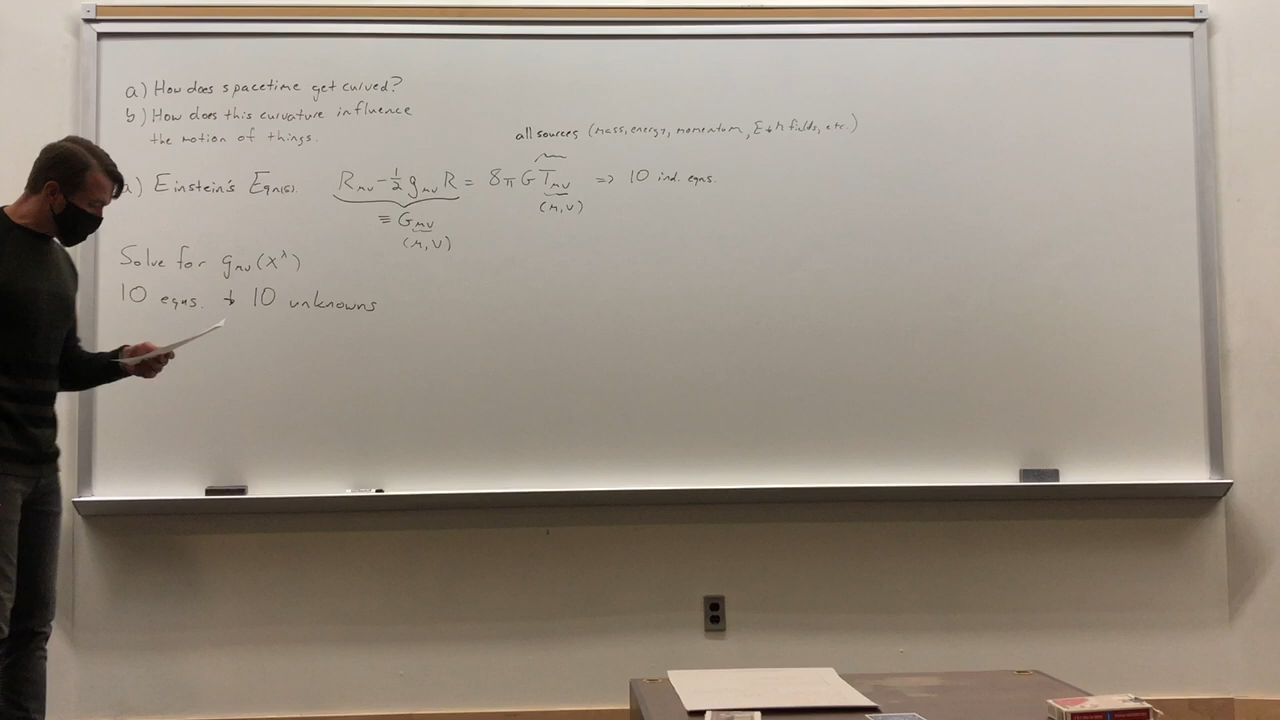 a) How does spacetime get curved?
b) How does this curvature influence
the motion of things.
all sources (mass, energy, momentum, E & M fields, etc.)
a) Einstein's Eqn(s). R_{μν} - 1/2 g_{μν} R = 8πG T_{μν} => 10 ind. eqns.
≡ G_{μν}
(μ,ν)
(μ,ν)
Solve for g_{μν}(x^λ)
10 eqns. & 10 unknowns